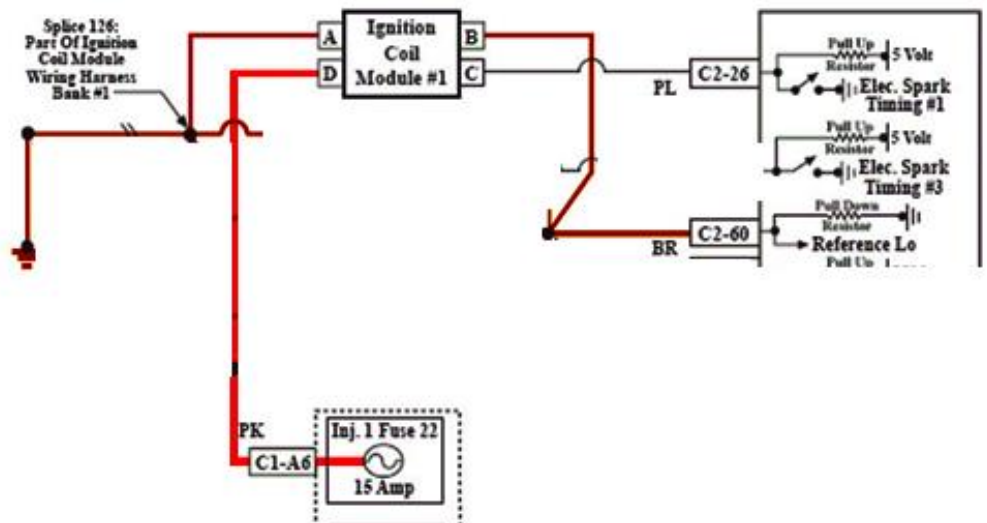 Splice 126:
Part Of Ignition
Coil Module
Wiring Harness
Bank #1
A
Ignition
Coil
Module #1
B
D
C
PL
C2-26
Pull Up
Resistor
5 Volt
Elec. Spark
Timing #1
Pull Up
Resistor
5 Volt
Elec. Spark
Timing #3
BR
C2-60
Pull Down
Resistor
Reference Lo
Pull Up
PK
C1-A6
Inj. 1 Fuse 22
15 Amp